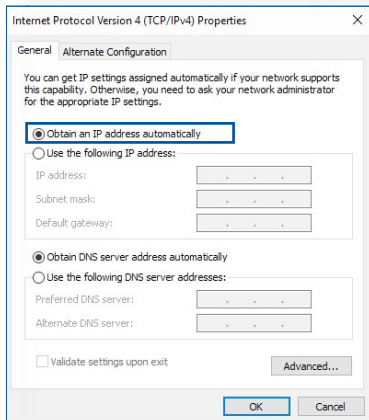 Internet Protocol Version 4 (TCP/IPv4) Properties
General
Alternate Configuration
You can get IP settings assigned automatically if your network supports
this capability. Otherwise, you need to ask your network administrator
for the appropriate IP settings.
Obtain an IP address automatically
Use the following IP address:
IP address:
Subnet mask:
Default gateway:
Obtain DNS server address automatically
Use the following DNS server addresses:
Preferred DNS server:
Alternate DNS server:
Validate settings upon exit
Advanced...
OK
Cancel